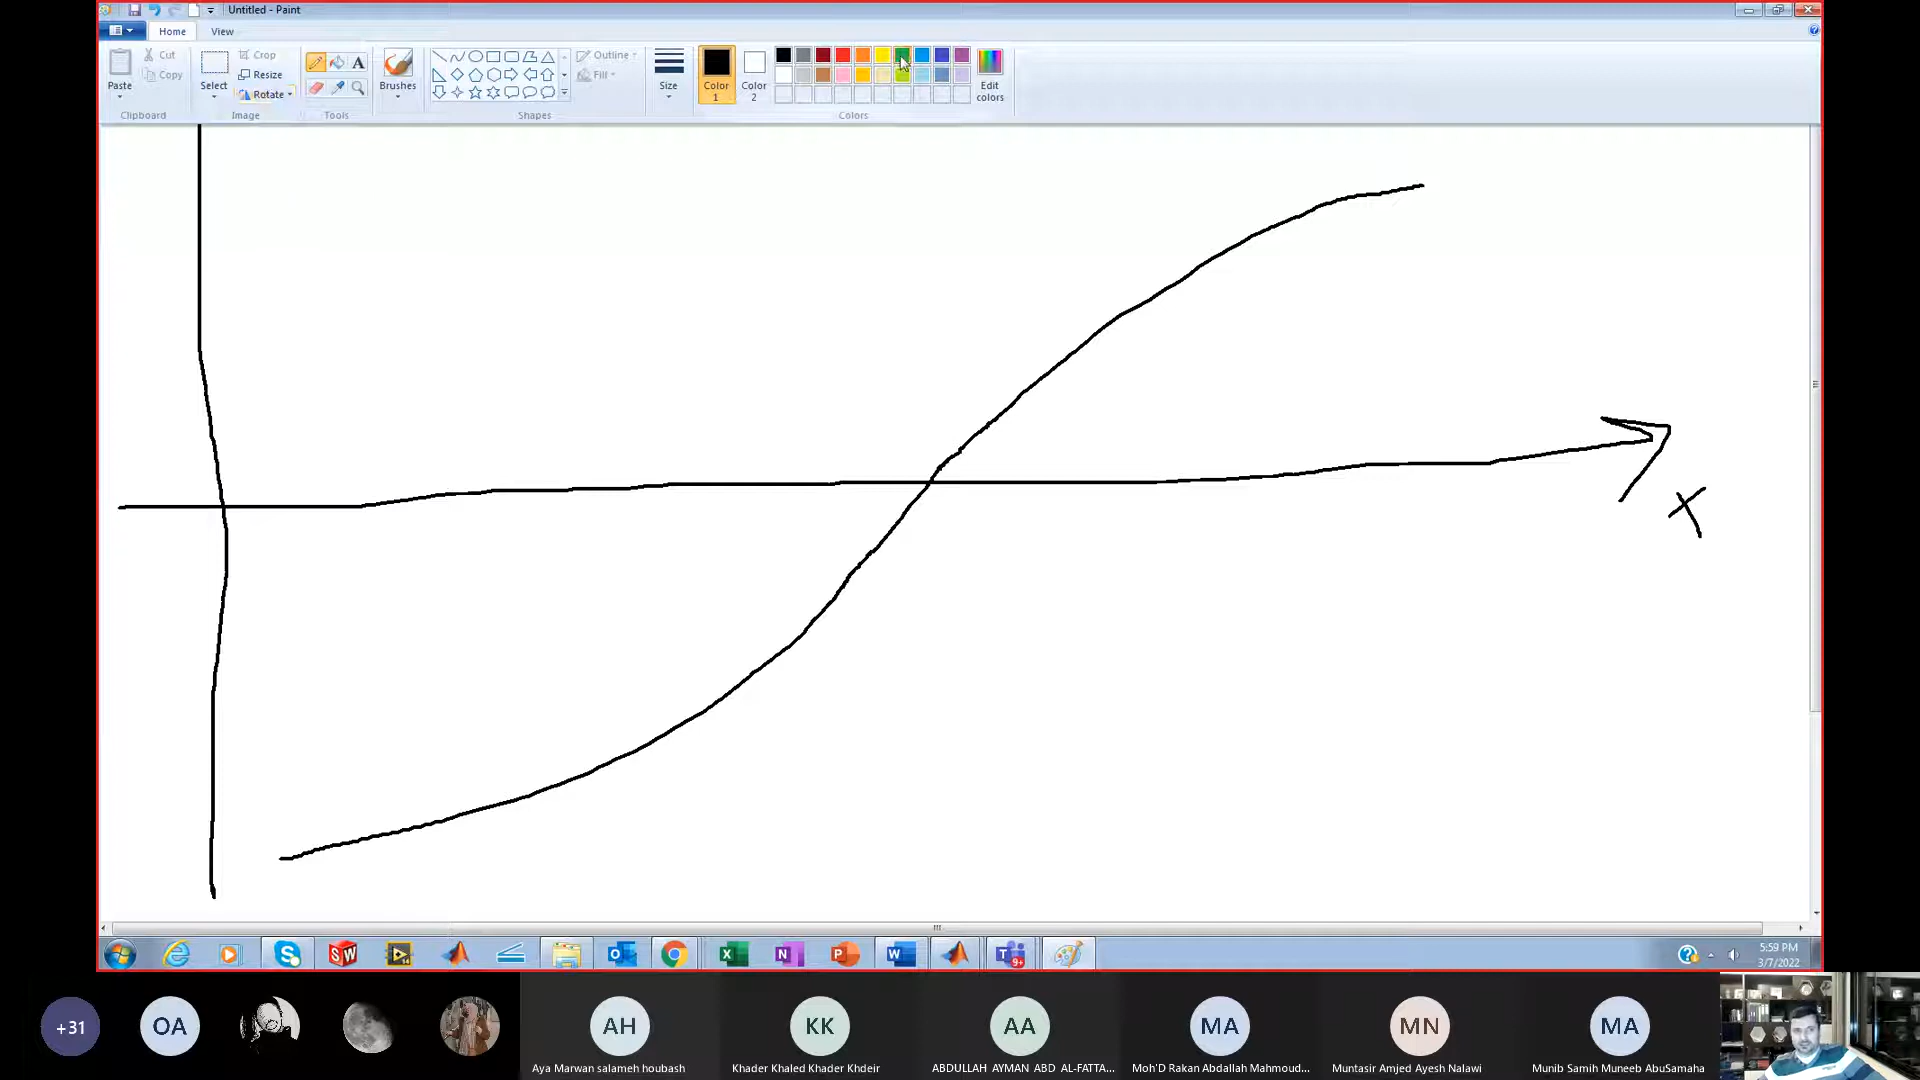 Untitled - Paint
Home View
Paste
Cut
Copy
Clipboard
Select
Crop
Resize
Rotate
Image
A
Tools
Brushes
Outline
Fill
Shapes
Size
Color 1
Color 2
Edit colors
Colors
X
SW
14
X
N
P
W
9+
5:59 PM
3/7/2022
+31
OA
AH
Aya Marwan salameh houbash
KK
Khader Khaled Khader Khdeir
AA
ABDULLAH AYMAN ABD AL-FATTA...
MA
Moh'D Rakan Abdallah Mahmoud...
MN
Muntasir Amjed Ayesh Nalawi
MA
Munib Samih Muneeb AbuSamaha